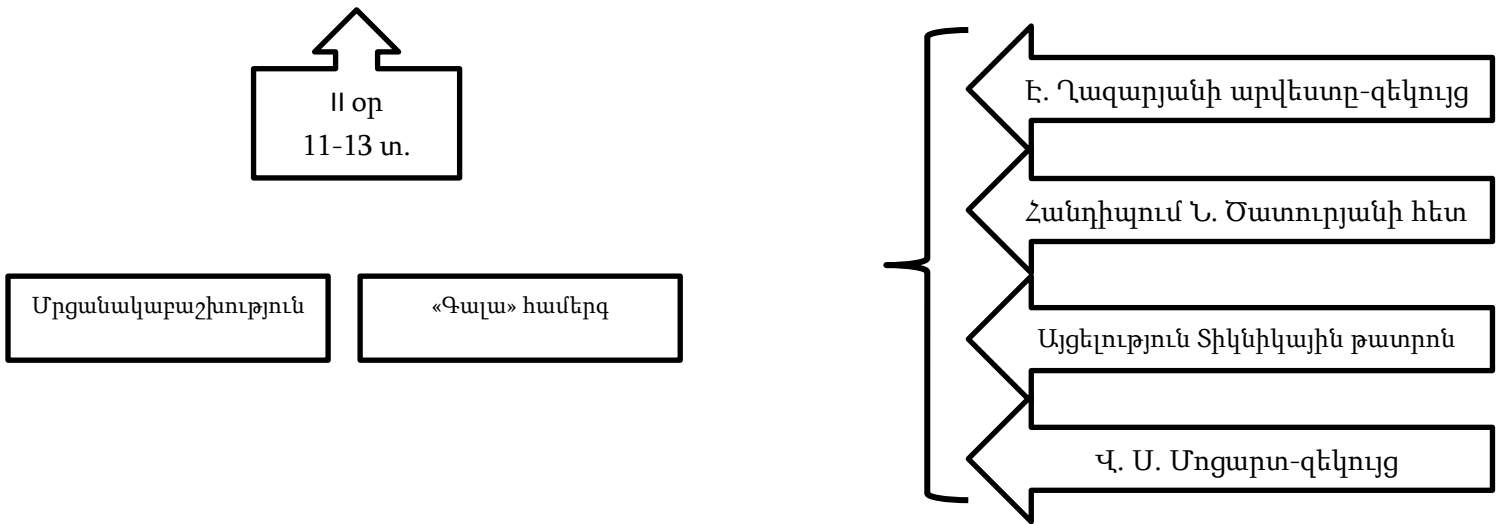 II օր
11-13 տ.
Մրցանակաբաշխություն
«Գալա» համերգ
Է. Ղազարյանի արվեստը-զեկույց
Հանդիպում Ն. Ծատուրյանի հետ
Այցելություն Տիկնիկային թատրոն
Վ. Ս. Մոցարտ-զեկույց